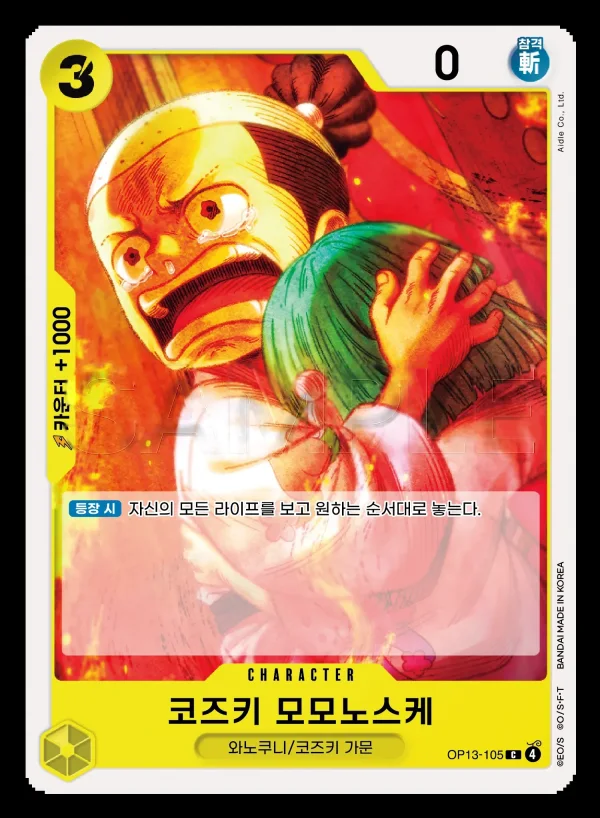 3
0
참격
斬
Aidle Co., Ltd.
카운터 +1000
SAMPLE
등장 시 자신의 모든 라이프를 보고 원하는 순서대로 놓는다.
BANDAI MADE IN KOREA
©EO/S ©O/S・F・T
CHARACTER
코즈키 모모노스케
와노쿠니/코즈키 가문
OP13-105 C 4